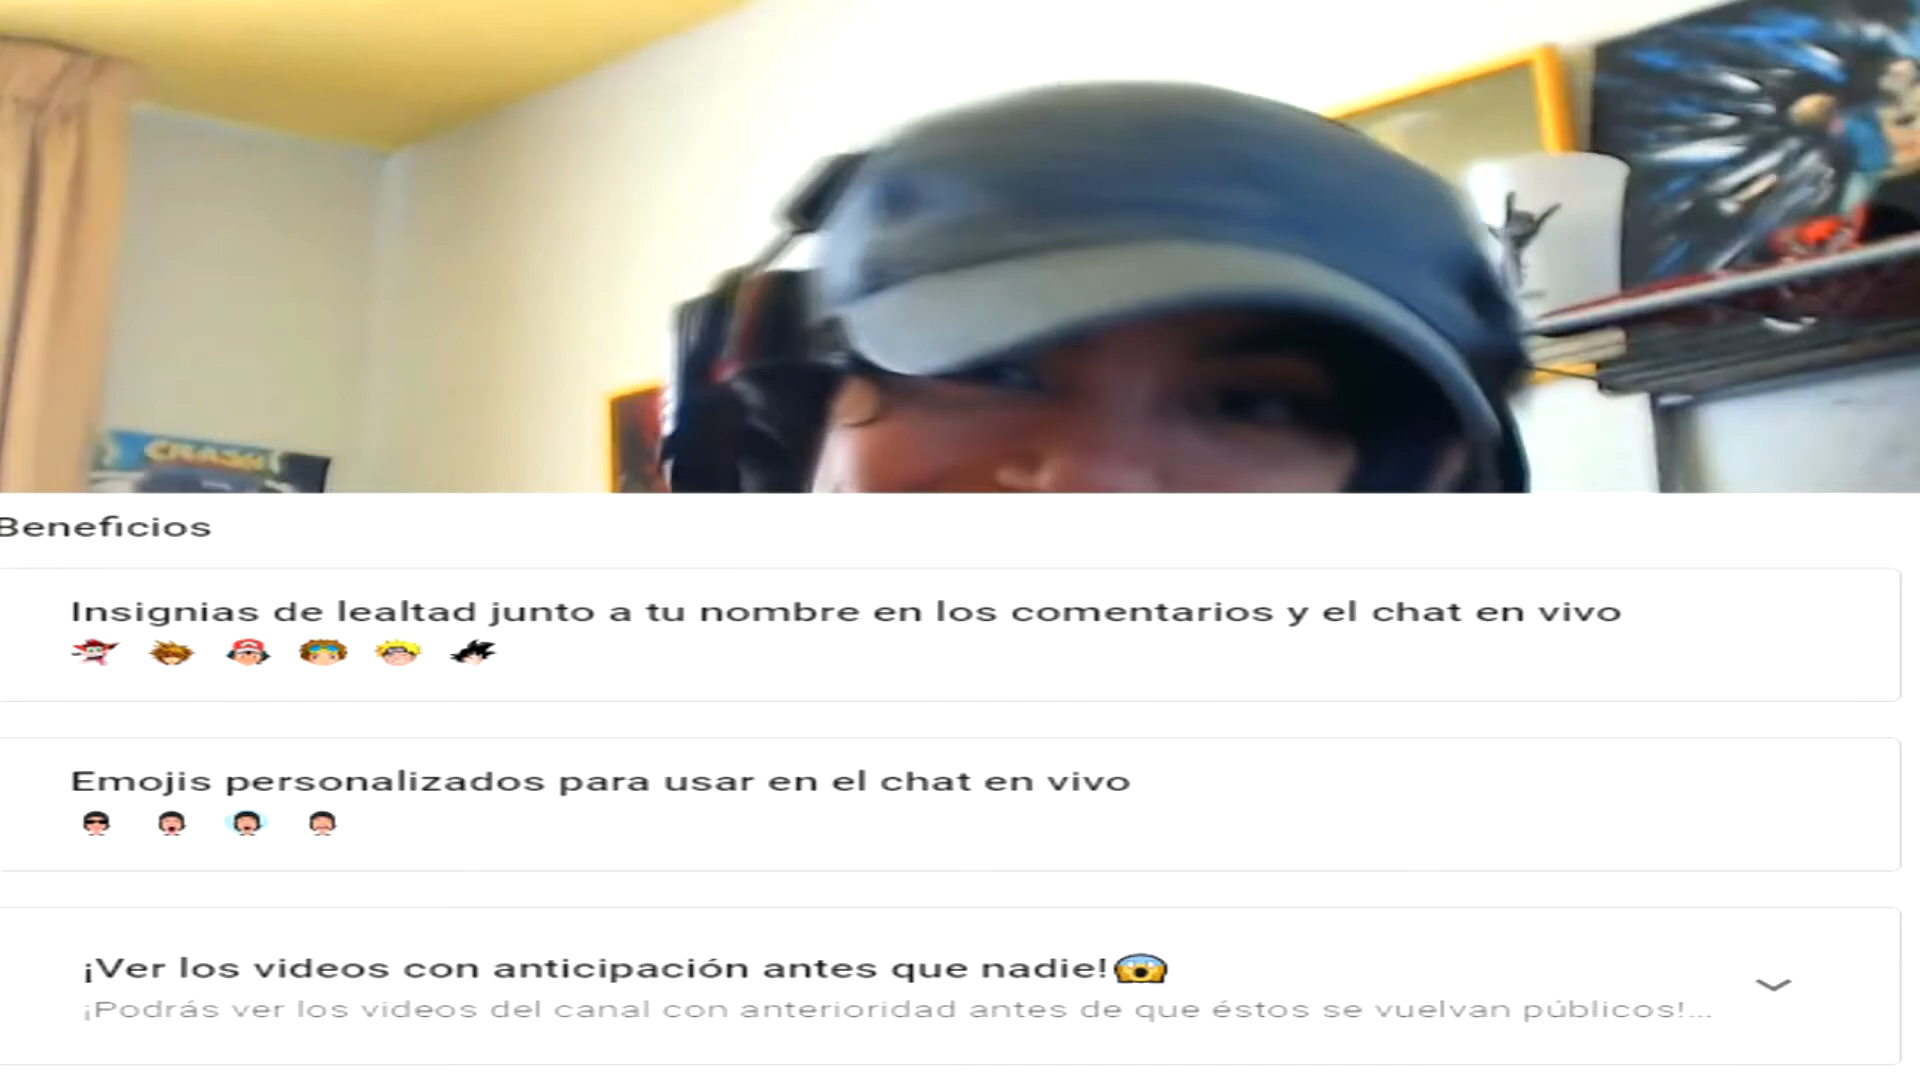 CRASH
Beneficios
Insignias de lealtad junto a tu nombre en los comentarios y el chat en vivo
Emojis personalizados para usar en el chat en vivo
¡Ver los videos con anticipación antes que nadie!😱
¡Podrás ver los videos del canal con anterioridad antes de que éstos se vuelvan públicos!...